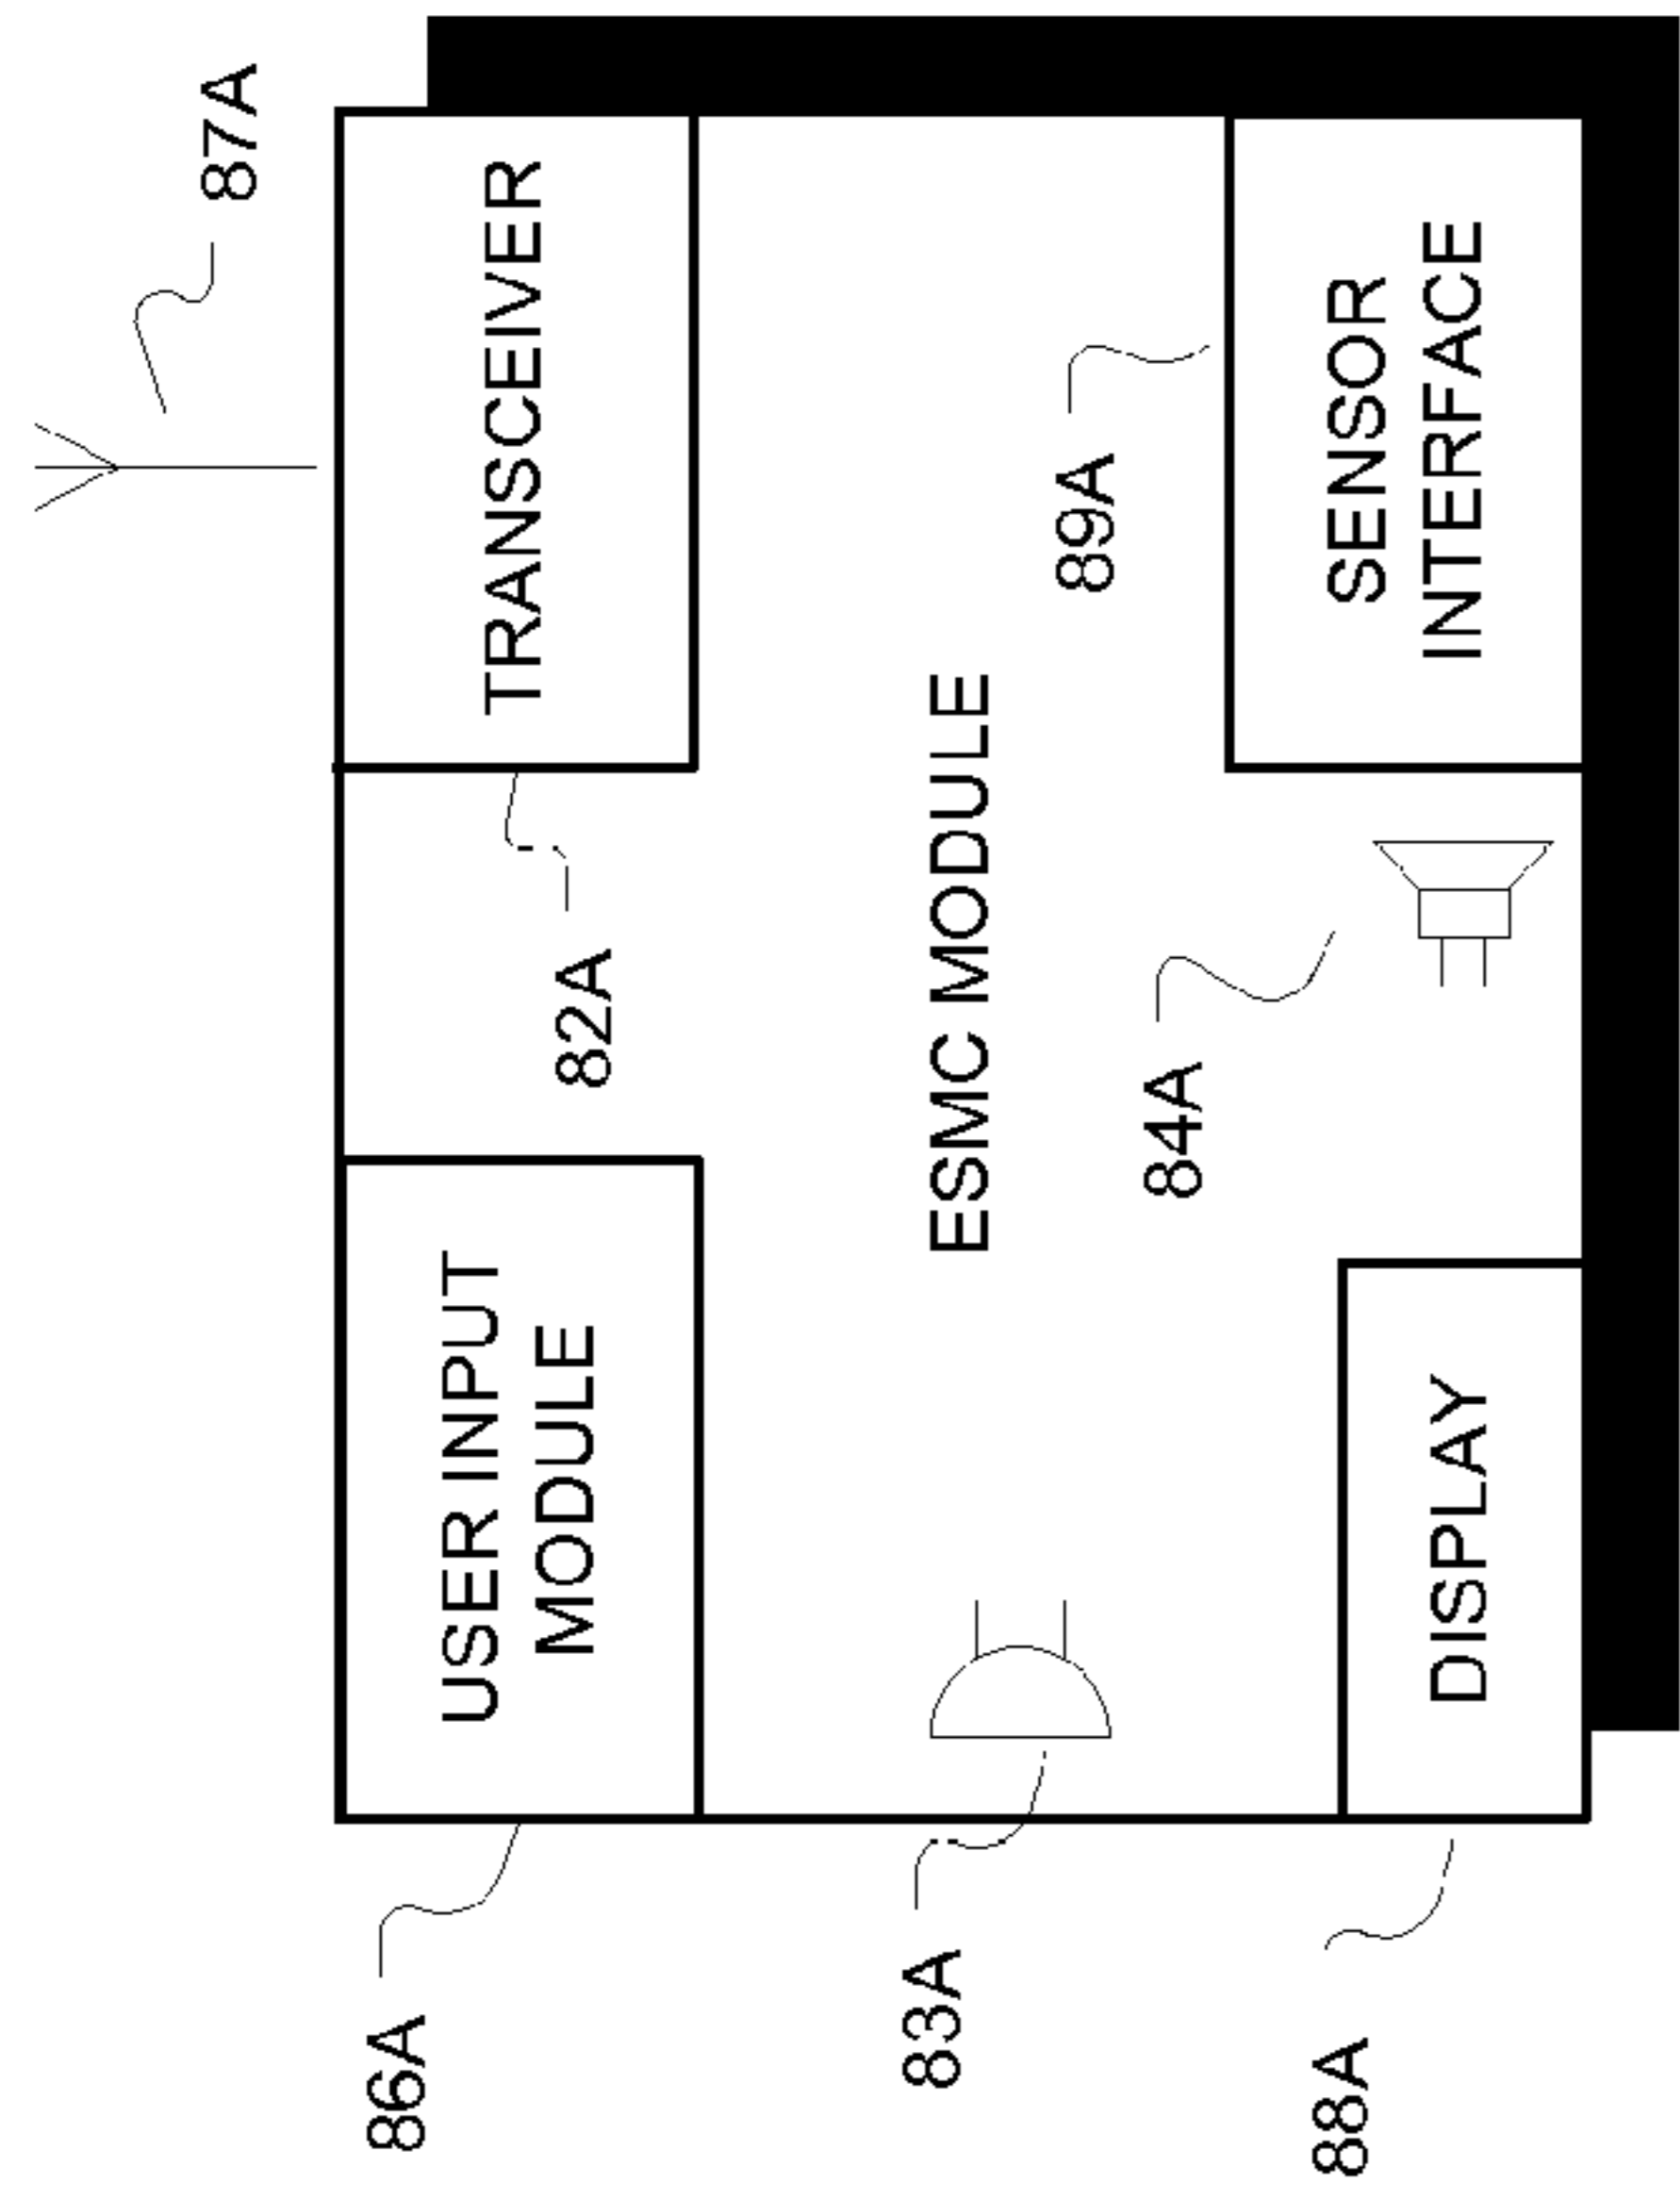 87A
TRANSCEIVER
82A
USER INPUT
MODULE
86A
ESMC MODULE
89A
SENSOR
INTERFACE
84A
83A
DISPLAY
88A